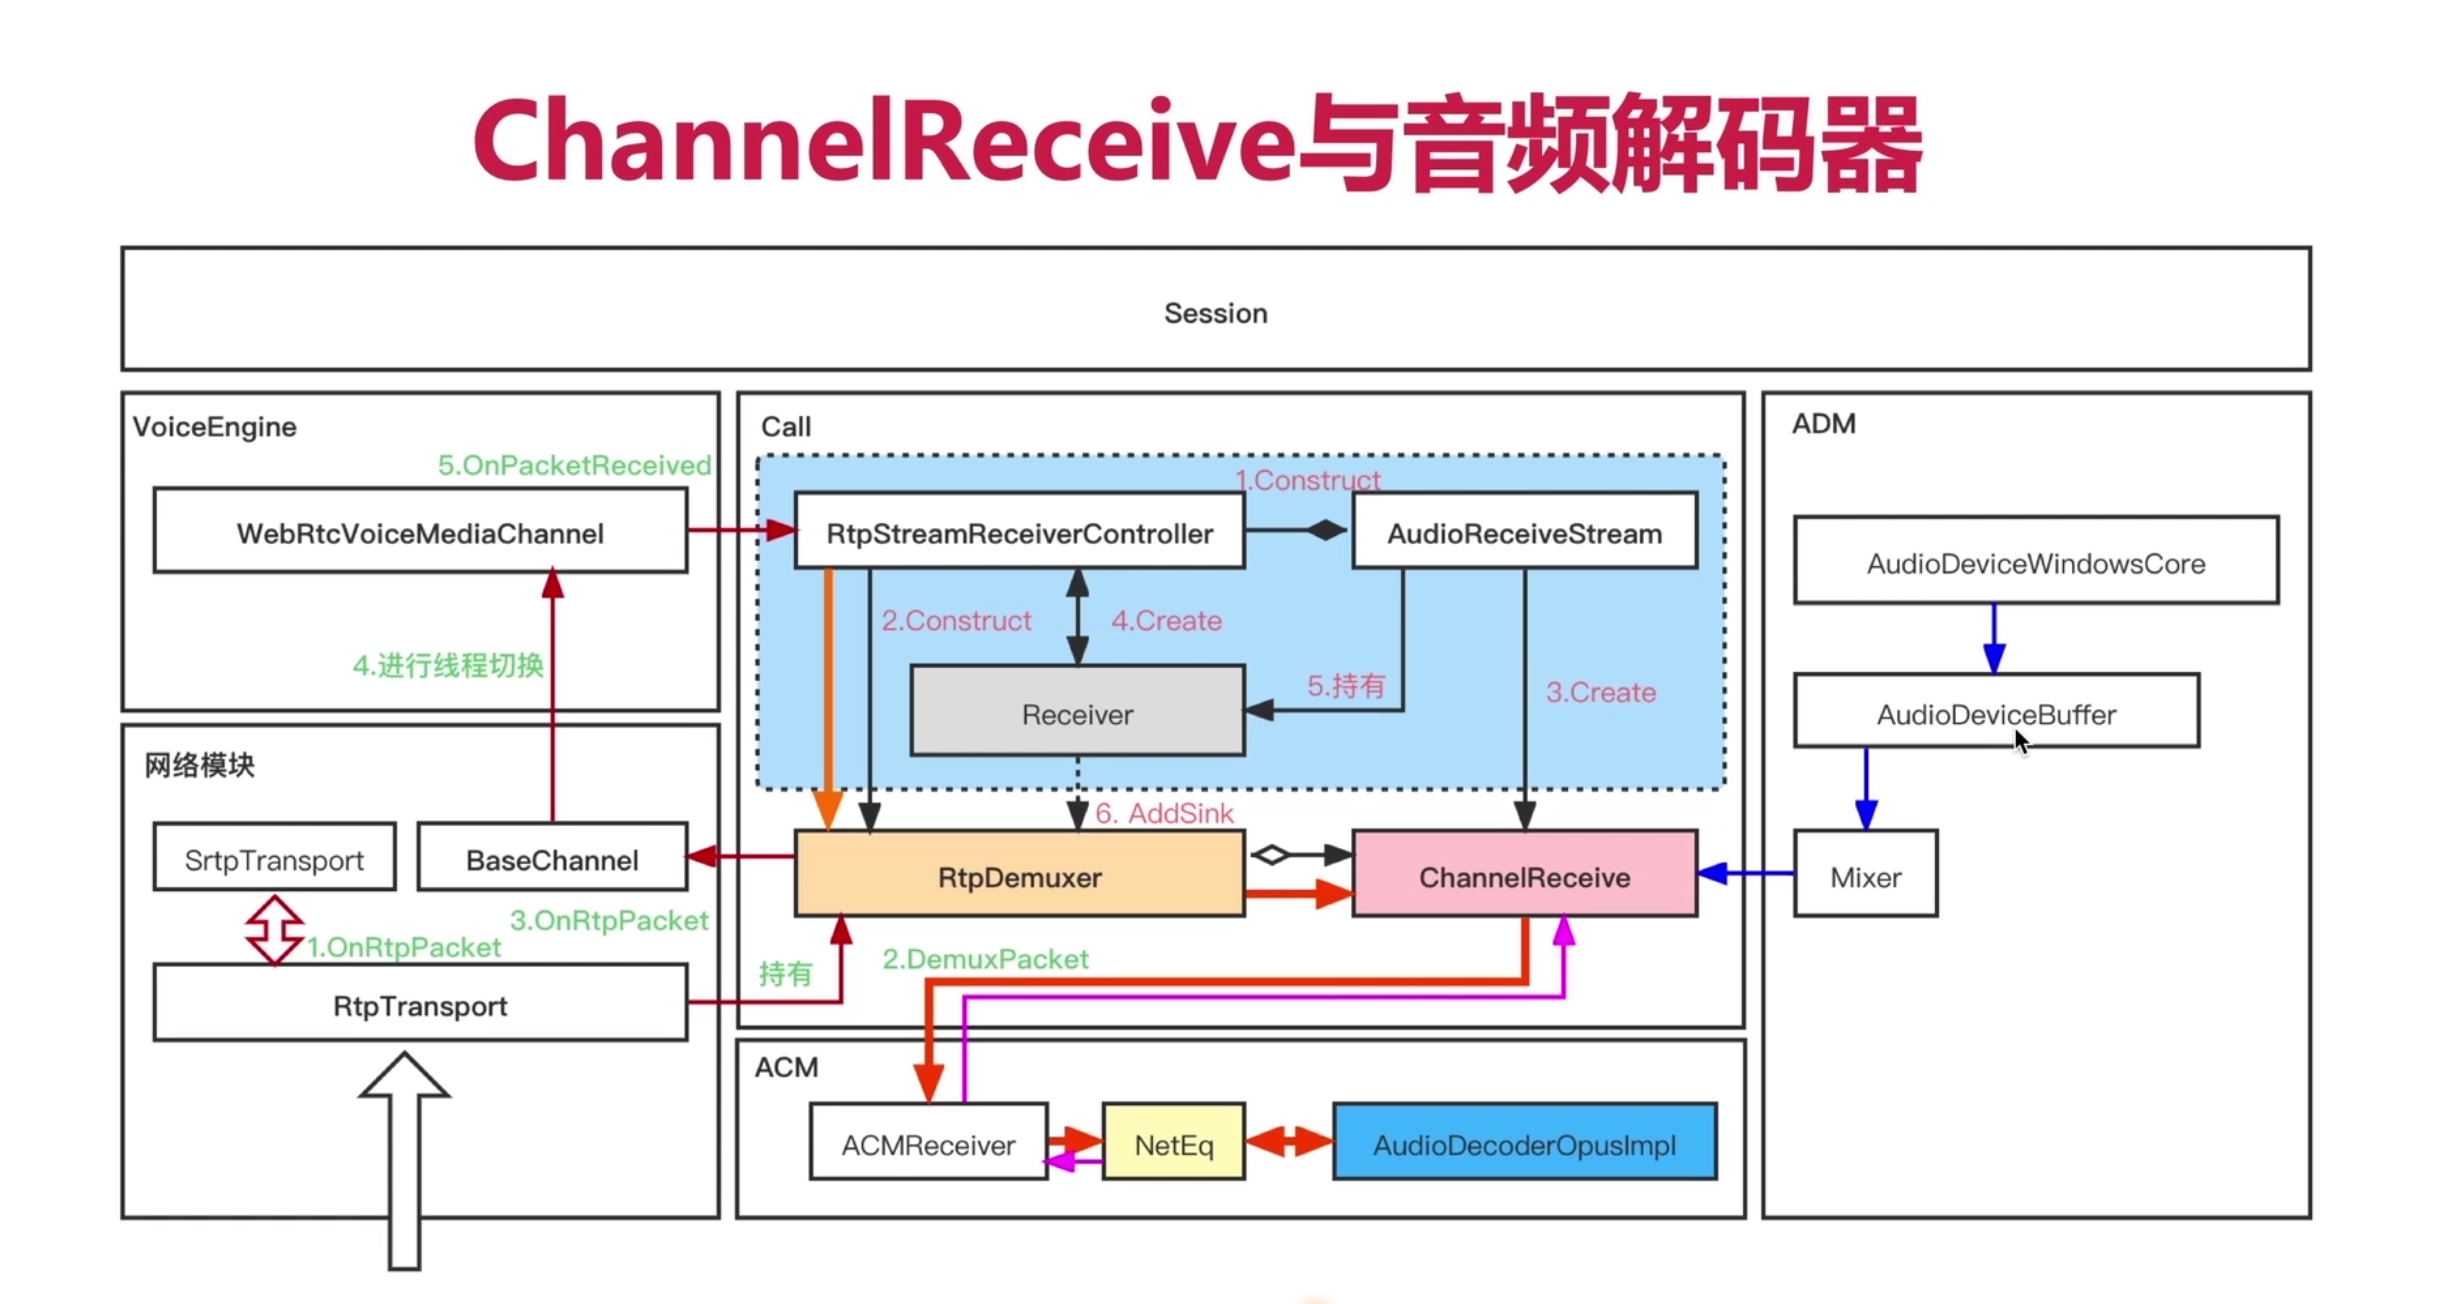 ChannelReceive与音频解码器
Session
VoiceEngine
5.OnPacketReceived
WebRtcVoiceMediaChannel
4.进行线程切换
网络模块
SrtpTransport
BaseChannel
3.OnRtpPacket
1.OnRtpPacket
RtpTransport
Call
1.Construct
RtpStreamReceiverController
AudioReceiveStream
2.Construct
4.Create
5.持有
3.Create
Receiver
6. AddSink
RtpDemuxer
ChannelReceive
持有
2.DemuxPacket
ACM
ACMReceiver
NetEq
AudioDecoderOpusImpl
ADM
AudioDeviceWindowsCore
AudioDeviceBuffer
Mixer